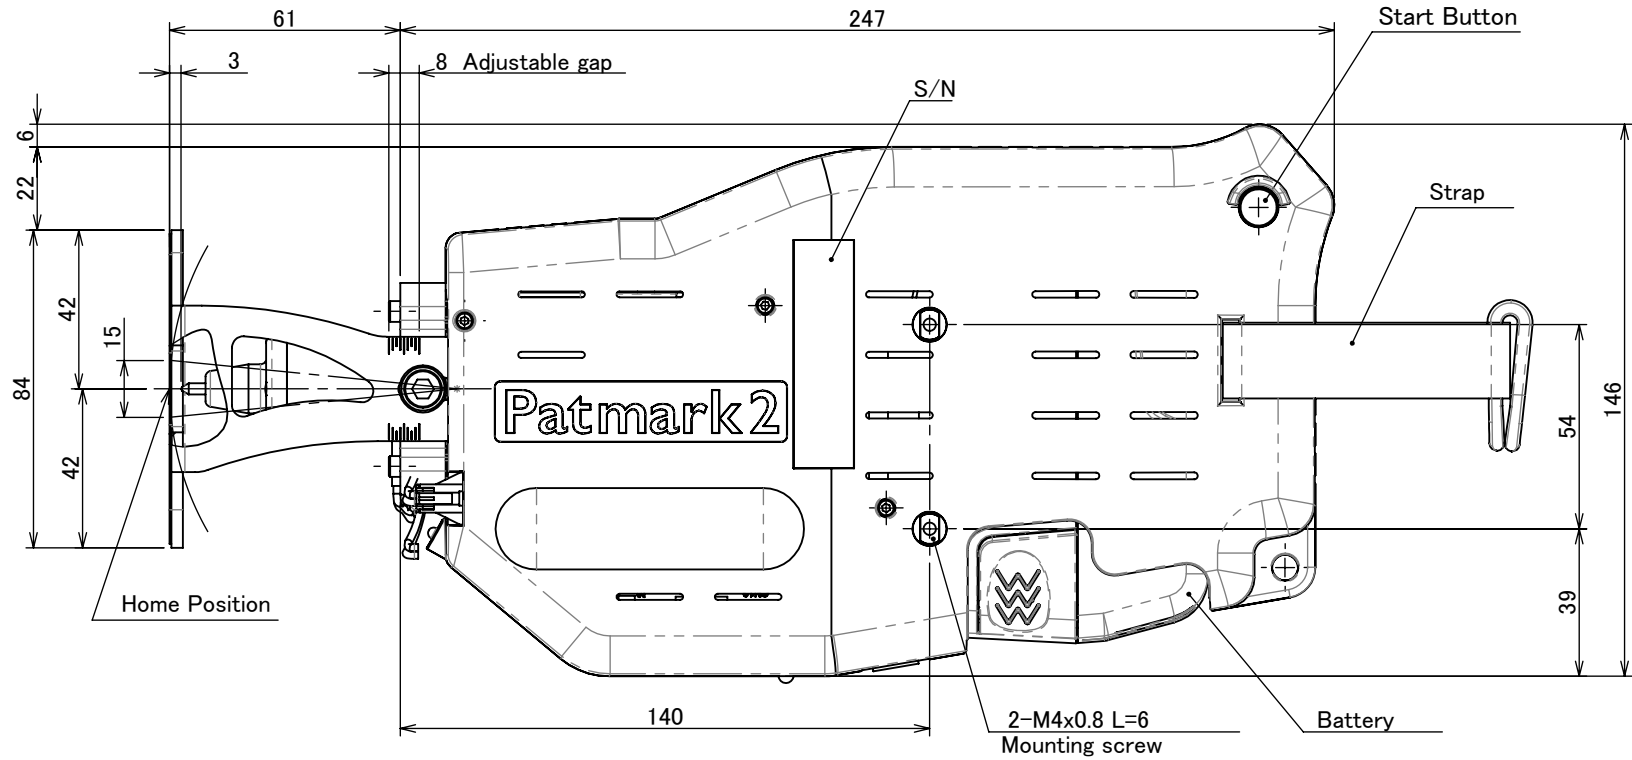 61
247
Start Button
3
8 Adjustable gap
S/N
6
22
Strap
42
15
84
Patmark2
146
54
42
39
Home Position
140
2-M4x0.8 L=6
Mounting screw
Battery